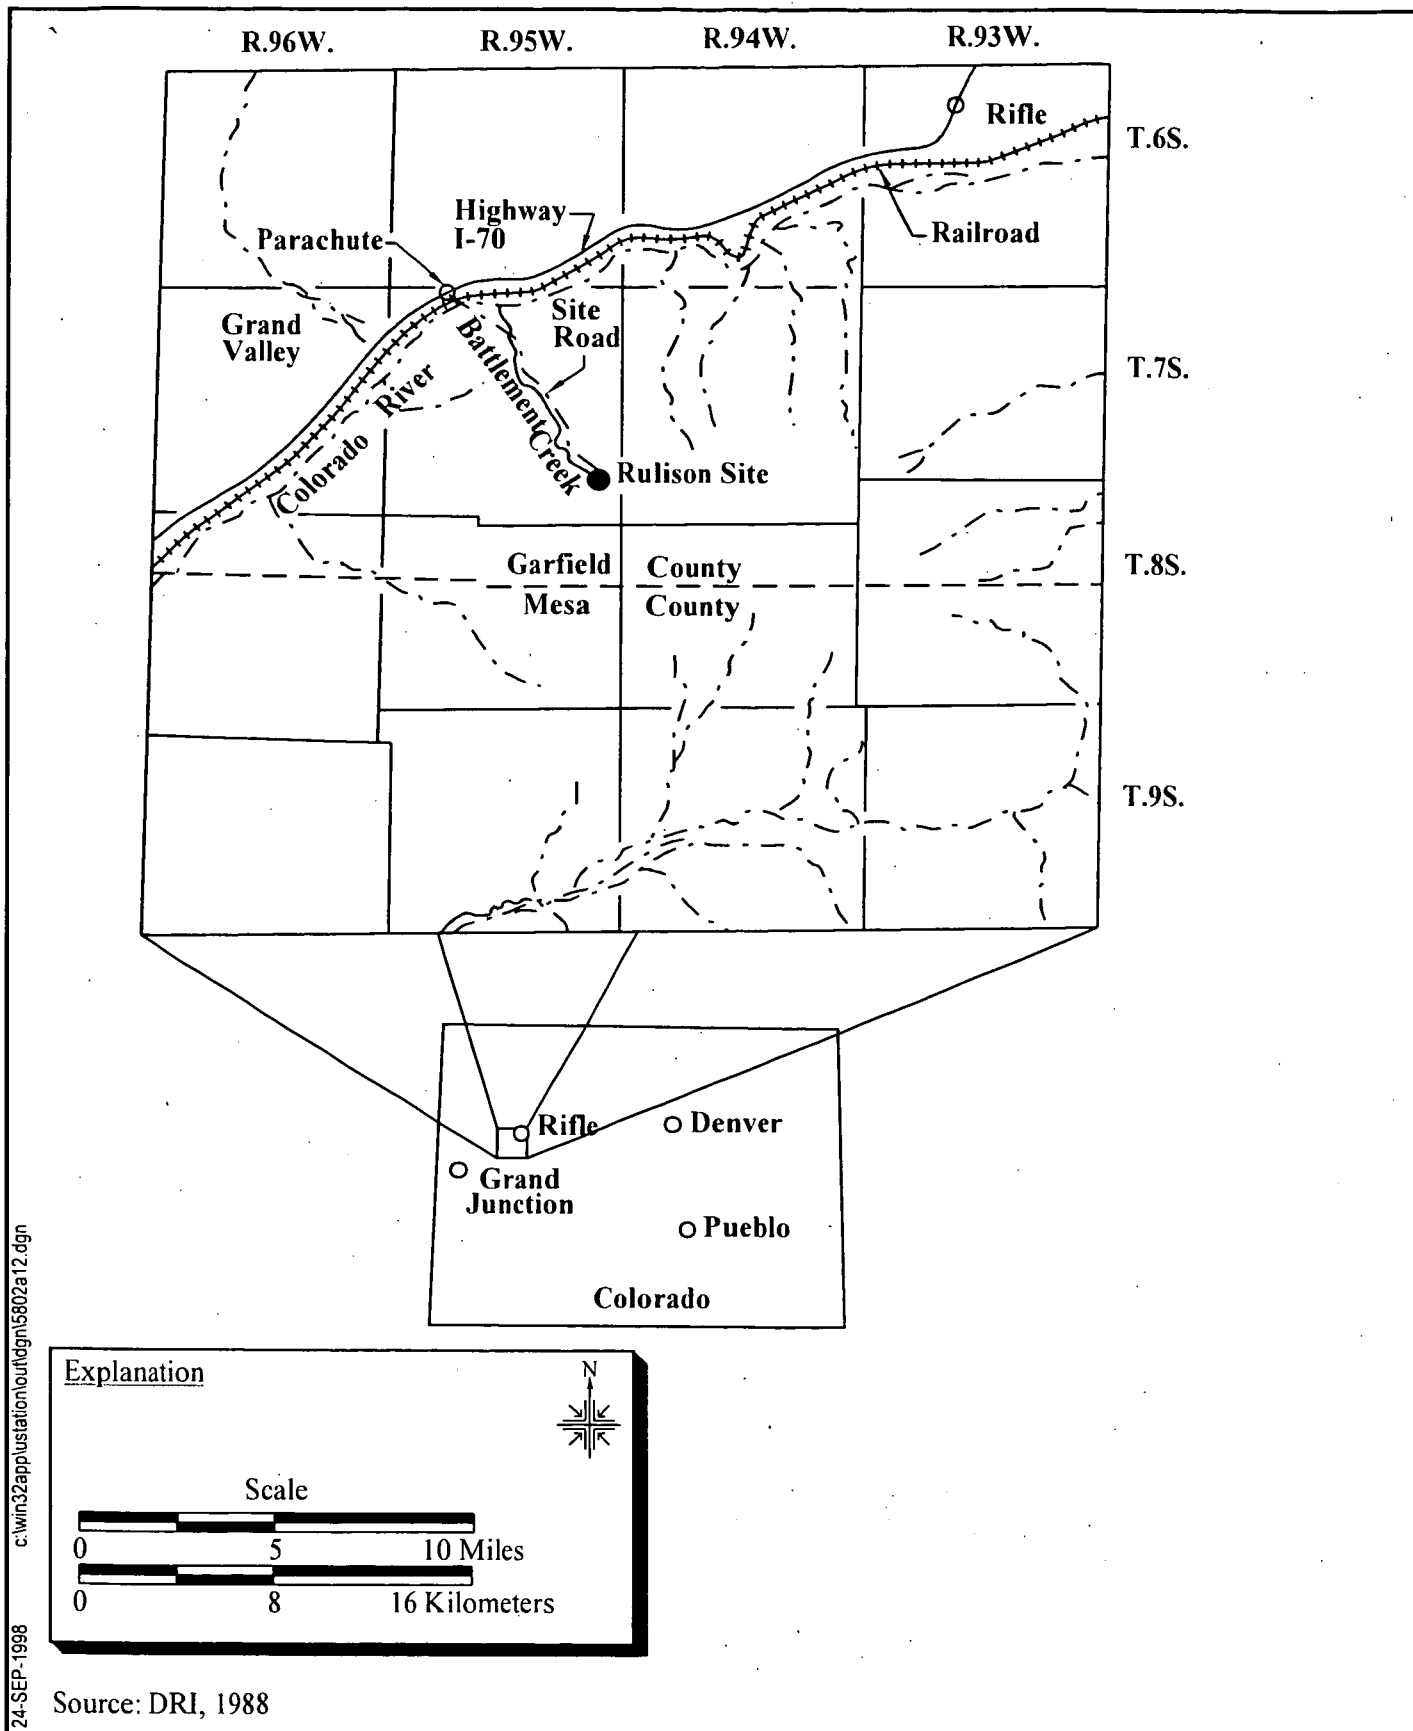 R.96W. R.95W. R.94W. R.93W.
Rifle
T.6S.
Highway
I-70
Parachute
Railroad
Grand
Valley
Site
Road
Battlement
Creek
T.7S.
Colorado River
Rulison Site
Garfield County
Mesa County
T.8S.
T.9S.
Rifle
Denver
Grand
Junction
Pueblo
Colorado
Explanation
N
Scale
0 5 10 Miles
0 8 16 Kilometers
Source: DRI, 1988
24-SEP-1998 c:\win32app\ustation\out\dgn\5802a12.dgn